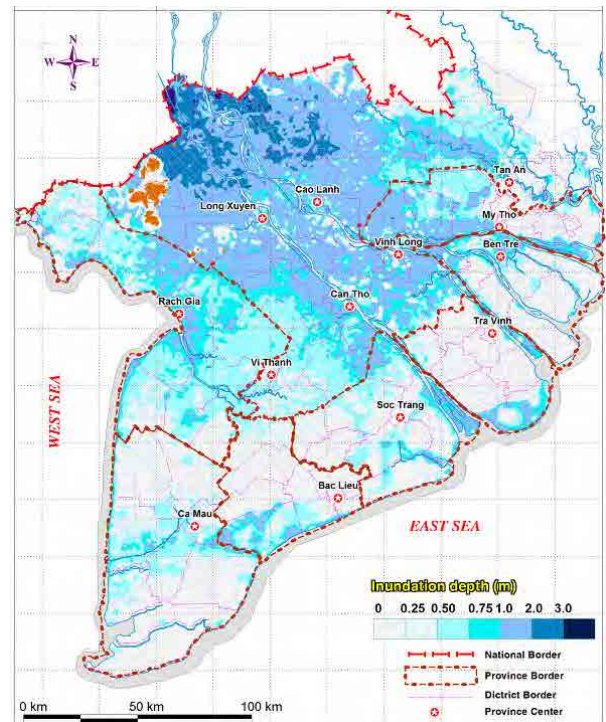 N
W E
S
Tan An
Cao Lanh
My Tho
Long Xuyen
Ben Tre
Vinh Long
Rach Gia
Can Tho
Tra Vinh
Vi Thanh
WEST SEA
Soc Trang
Bac Lieu
Ca Mau
EAST SEA
Inundation depth (m)
0 0.25 0.50 0.75 1.0 2.0 3.0
National Border
Province Border
Dictrict Border
Province Center
0 km 50 km 100 km